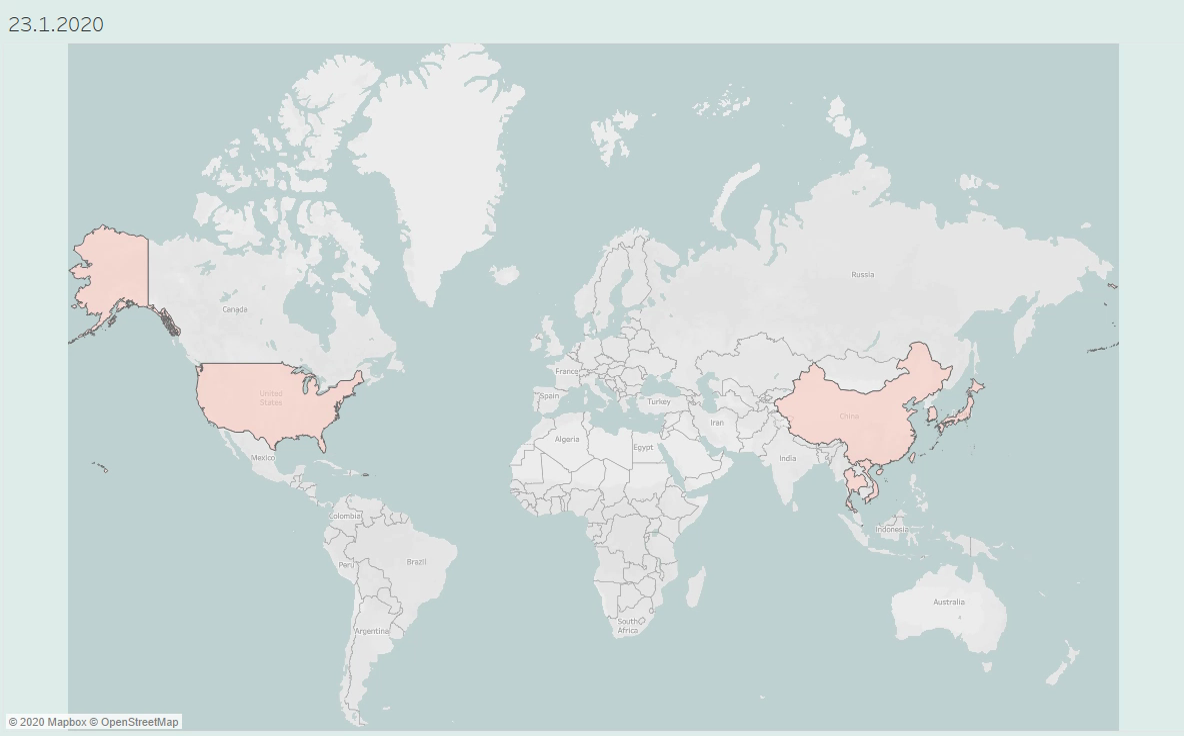 23.1.2020
Russia
Canada
France
United
States
Spain
Turkey
China
Iran
Algeria
Egypt
Mexico
India
Colombia
Indonesia
Peru
Brazil
Australia
South
Africa
Argentina
© 2020 Mapbox © OpenStreetMap